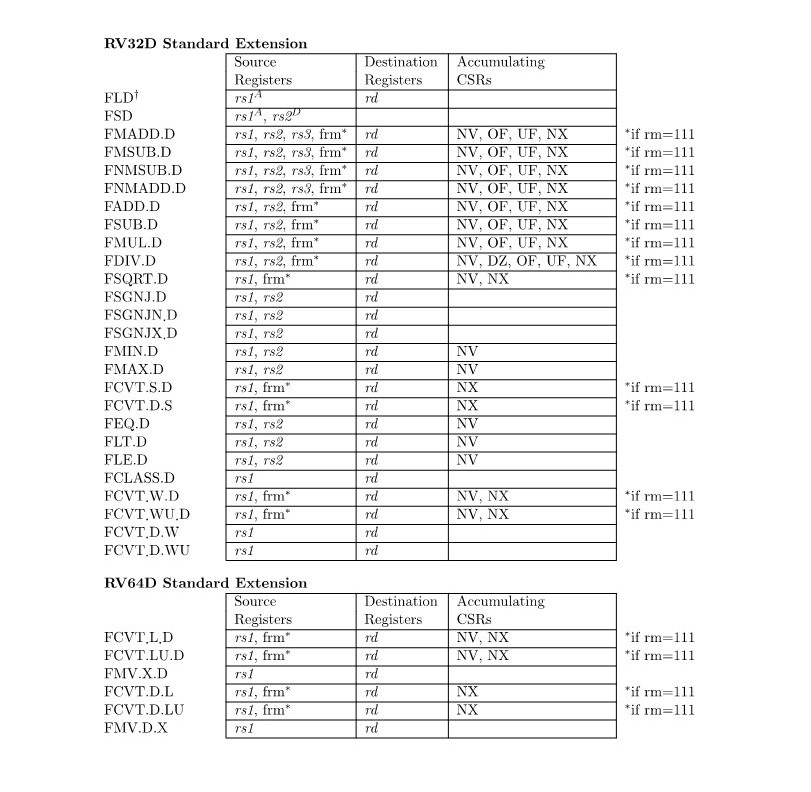 RV32D Standard Extension
Source Destination Accumulating
Registers Registers CSRs
FLD† rs1A rd
FSD rs1A, rs2D
FMADD.D rs1, rs2, rs3, frm* rd NV, OF, UF, NX *if rm=111
FMSUB.D rs1, rs2, rs3, frm* rd NV, OF, UF, NX *if rm=111
FNMSUB.D rs1, rs2, rs3, frm* rd NV, OF, UF, NX *if rm=111
FNMADD.D rs1, rs2, rs3, frm* rd NV, OF, UF, NX *if rm=111
FADD.D rs1, rs2, frm* rd NV, OF, UF, NX *if rm=111
FSUB.D rs1, rs2, frm* rd NV, OF, UF, NX *if rm=111
FMUL.D rs1, rs2, frm* rd NV, OF, UF, NX *if rm=111
FDIV.D rs1, rs2, frm* rd NV, DZ, OF, UF, NX *if rm=111
FSQRT.D rs1, frm* rd NV, NX *if rm=111
FSGNJ.D rs1, rs2 rd
FSGNJN.D rs1, rs2 rd
FSGNJX.D rs1, rs2 rd
FMIN.D rs1, rs2 rd NV
FMAX.D rs1, rs2 rd NV
FCVT.S.D rs1, frm* rd NX *if rm=111
FCVT.D.S rs1, frm* rd NX *if rm=111
FEQ.D rs1, rs2 rd NV
FLT.D rs1, rs2 rd NV
FLE.D rs1, rs2 rd NV
FCLASS.D rs1 rd
FCVT.W.D rs1, frm* rd NV, NX *if rm=111
FCVT.WU.D rs1, frm* rd NV, NX *if rm=111
FCVT.D.W rs1 rd
FCVT.D.WU rs1 rd
RV64D Standard Extension
Source Destination Accumulating
Registers Registers CSRs
FCVT.L.D rs1, frm* rd NV, NX *if rm=111
FCVT.LU.D rs1, frm* rd NV, NX *if rm=111
FMV.X.D rs1 rd
FCVT.D.L rs1, frm* rd NX *if rm=111
FCVT.D.LU rs1, frm* rd NX *if rm=111
FMV.D.X rs1 rd